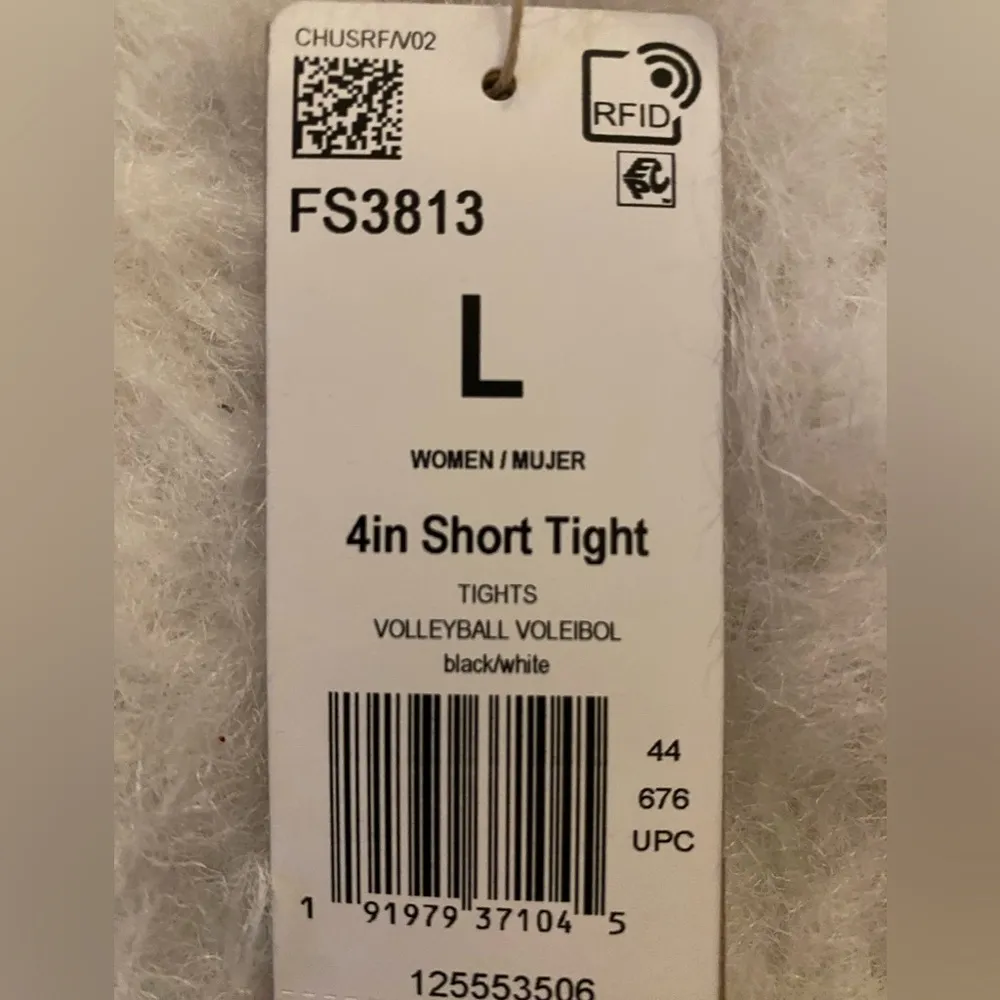 CHUSRF/V02
RFID
EPC
FS3813
L
WOMEN / MUJER
4in Short Tight
TIGHTS
VOLLEYBALL VOLEIBOL
black/white
44
676
UPC
1 91979 37104 5
125553506